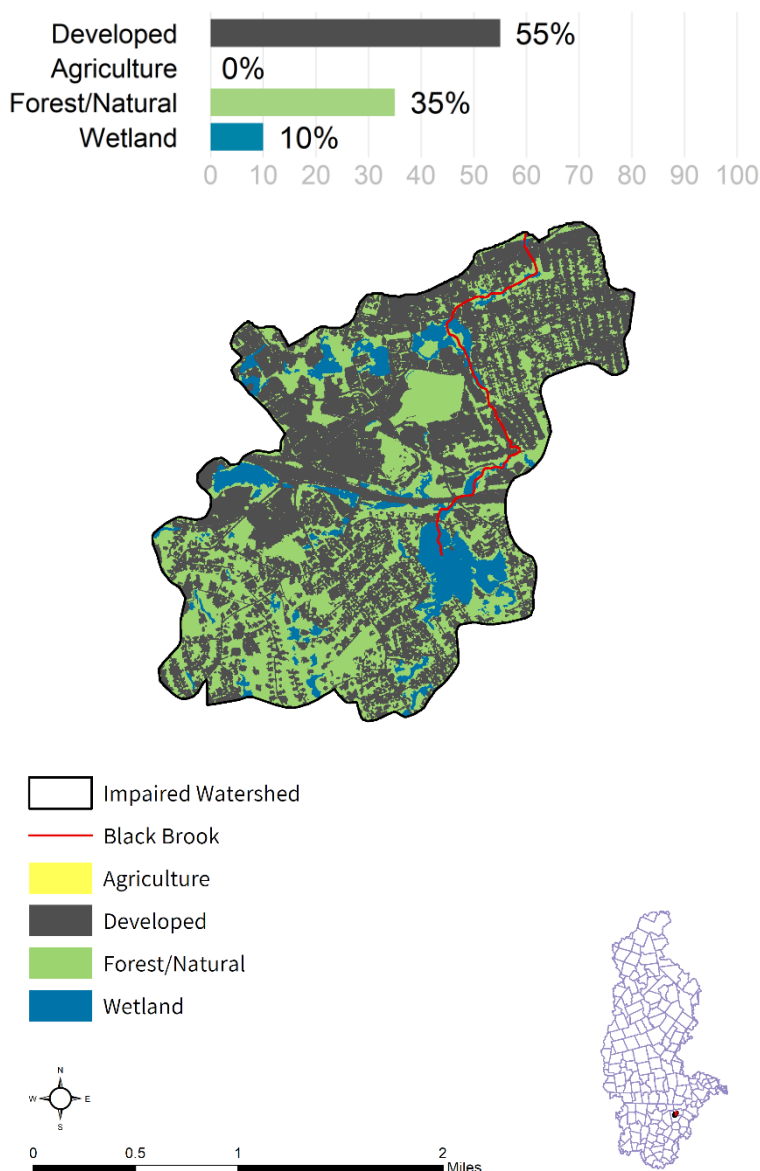 Developed 55%
Agriculture 0%
Forest/Natural 35%
Wetland 10%
0 10 20 30 40 50 60 70 80 90 100
Impaired Watershed
Black Brook
Agriculture
Developed
Forest/Natural
Wetland
N
W E
S
0 0.5 1 2
Miles